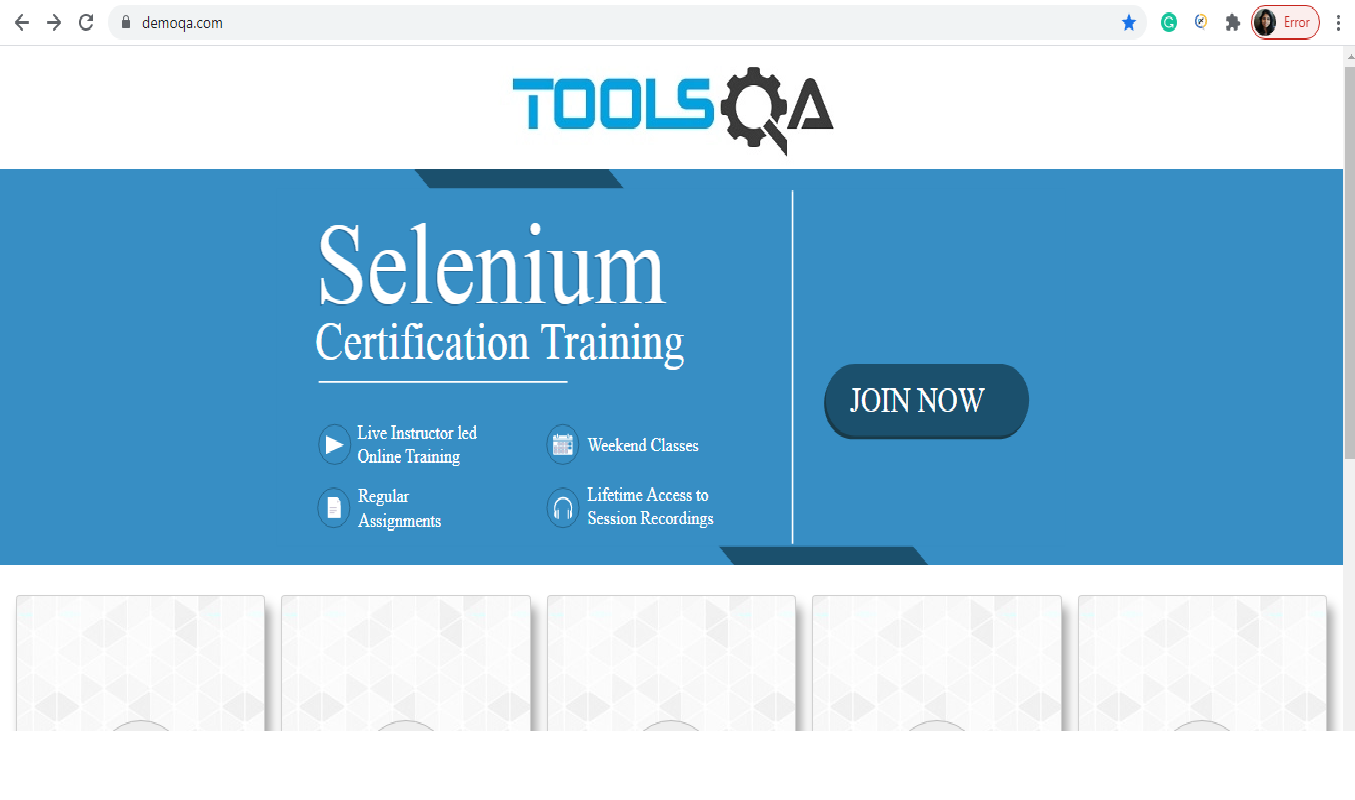 demoqa.com
Error
TOOLSQA
Selenium
Certification Training
JOIN NOW
Live Instructor led
Online Training
Weekend Classes
Regular
Assignments
Lifetime Access to
Session Recordings